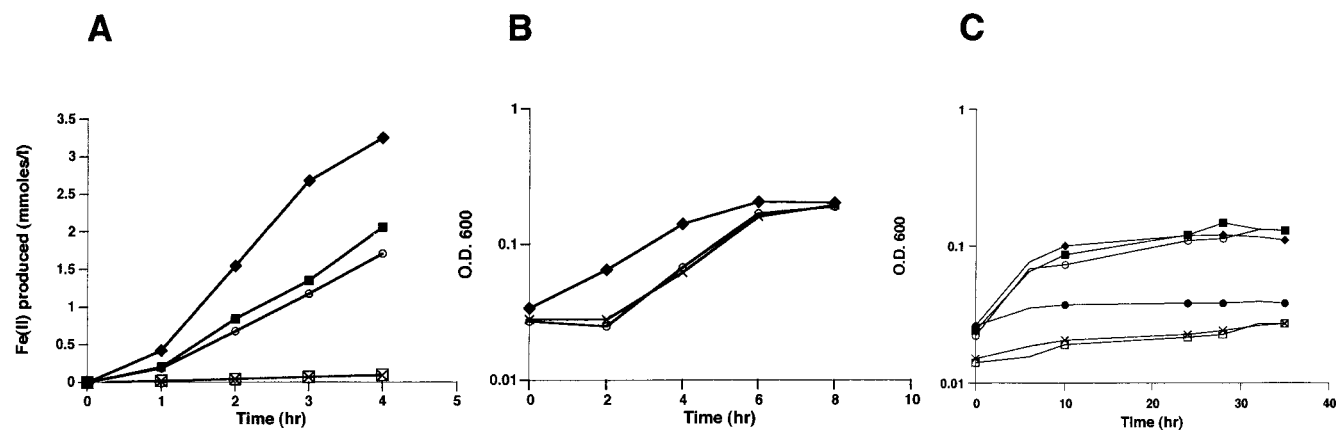 A
B
C
Fe(II) produced (mmoles/l)
3.5
3
2.5
2
1.5
1
0.5
0
0 1 2 3 4 5
Time (hr)
O.D. 600
1
0.1
0.01
0 2 4 6 8 10
Time (hr)
O.D. 600
1
0.1
0.01
0 10 20 30 40
Time (hr)